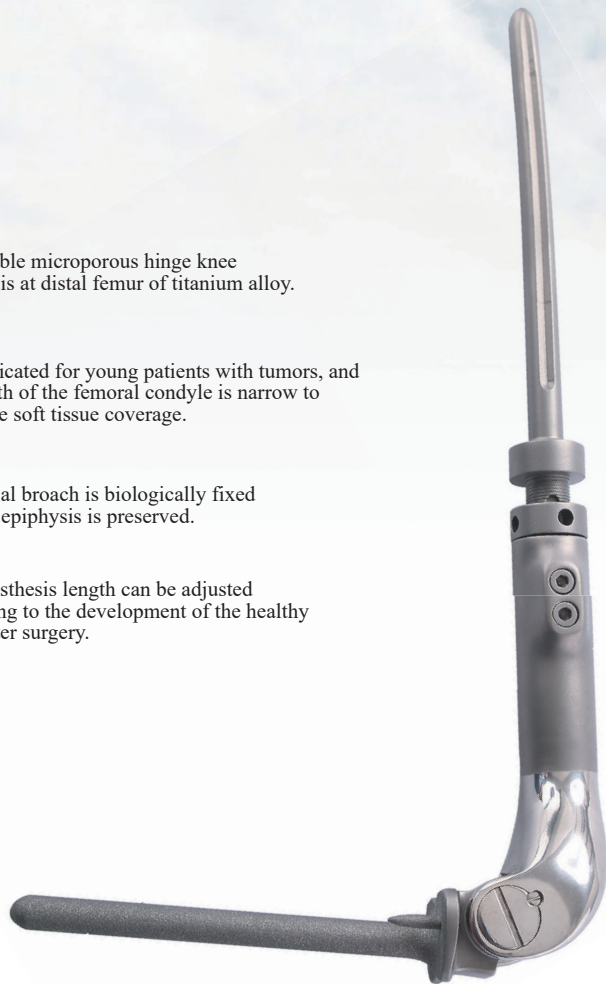 ble microporous hinge knee
is at distal femur of titanium alloy.
icated for young patients with tumors, and
th of the femoral condyle is narrow to
e soft tissue coverage.
al broach is biologically fixed
epiphysis is preserved.
sthesis length can be adjusted
ng to the development of the healthy
er surgery.